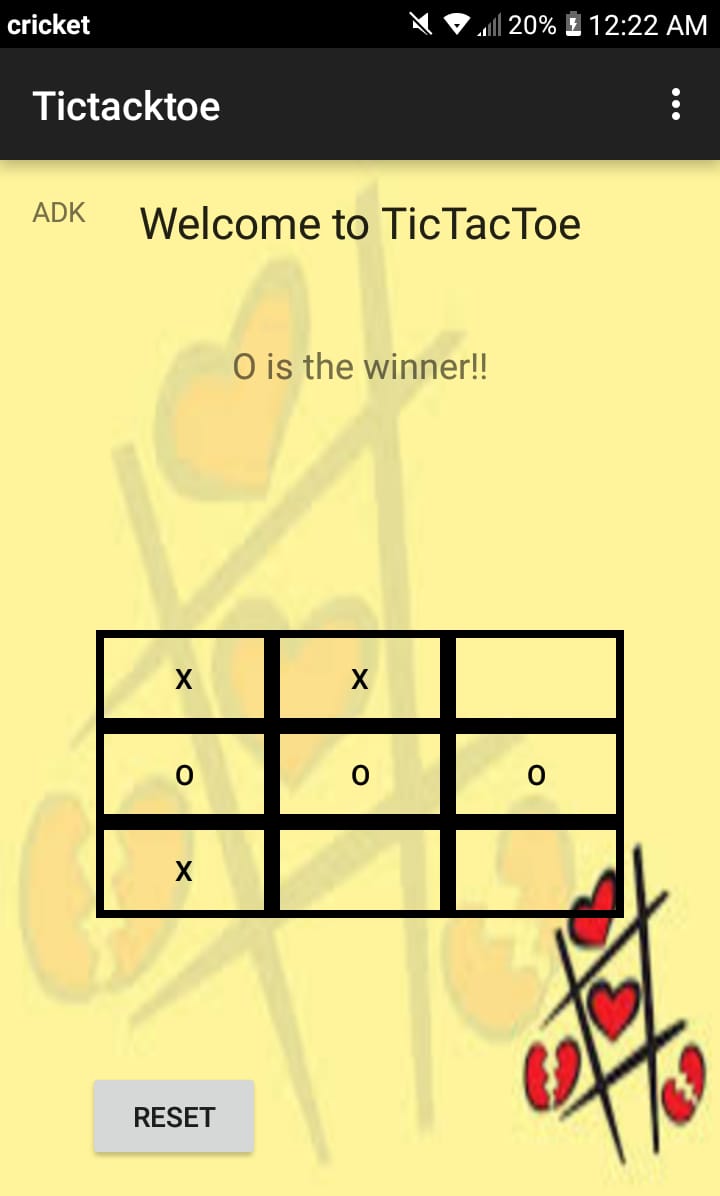 cricket 20% 12:22 AM
Tictacktoe
ADK Welcome to TicTacToe
O is the winner!!
X X
O O O
X
RESET